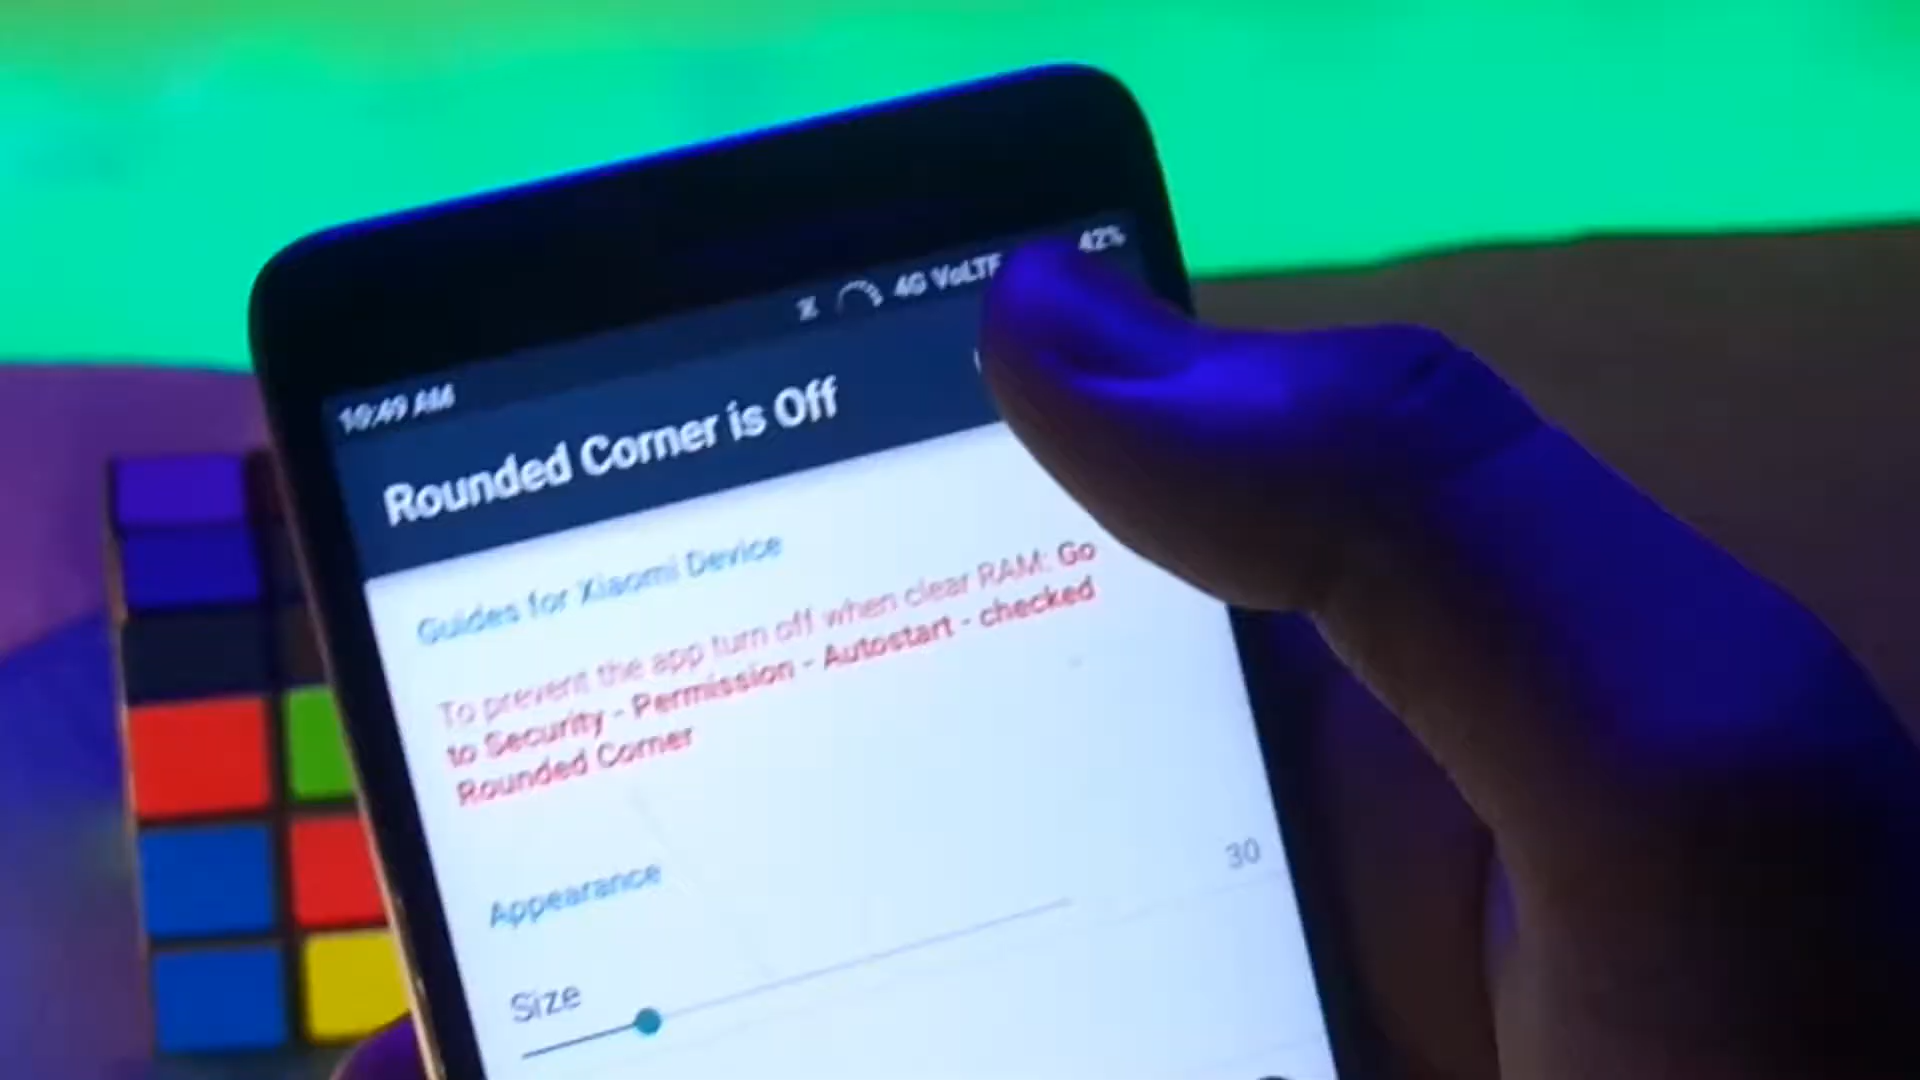 10:49 AM
4G VoLTE
42%
Rounded Corner is Off
Guides for Xiaomi Device
To prevent the app turn off when clear RAM: Go
to Security - Permission - Autostart - checked
Rounded Corner
Appearance
Size
30